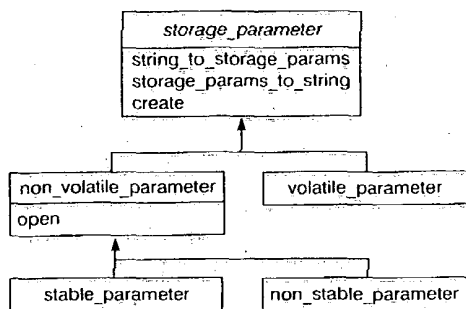 storage_parameter
string_to_storage_params
storage_params_to_string
create
non_volatile_parameter
volatile_parameter
open
stable_parameter
non_stable_parameter